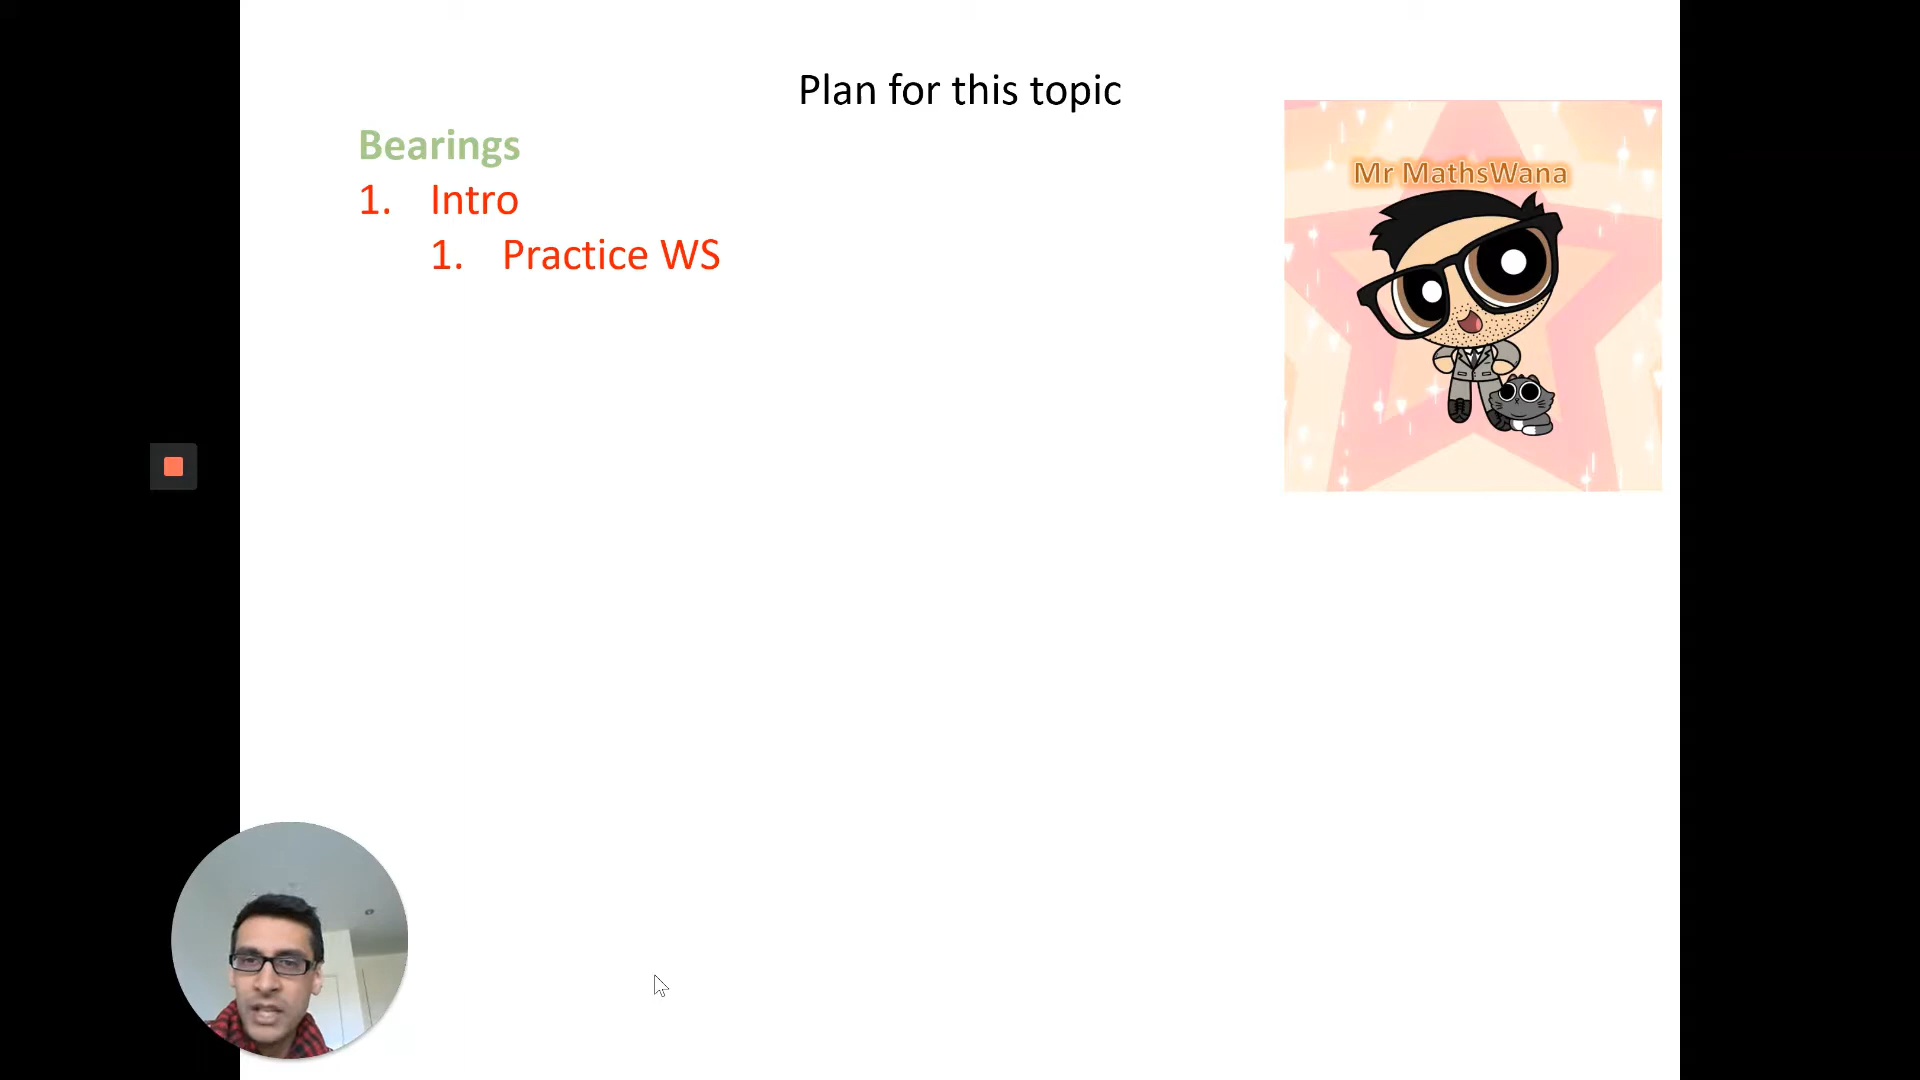 Plan for this topic
Bearings
1. Intro
1. Practice WS
Mr MathsWana